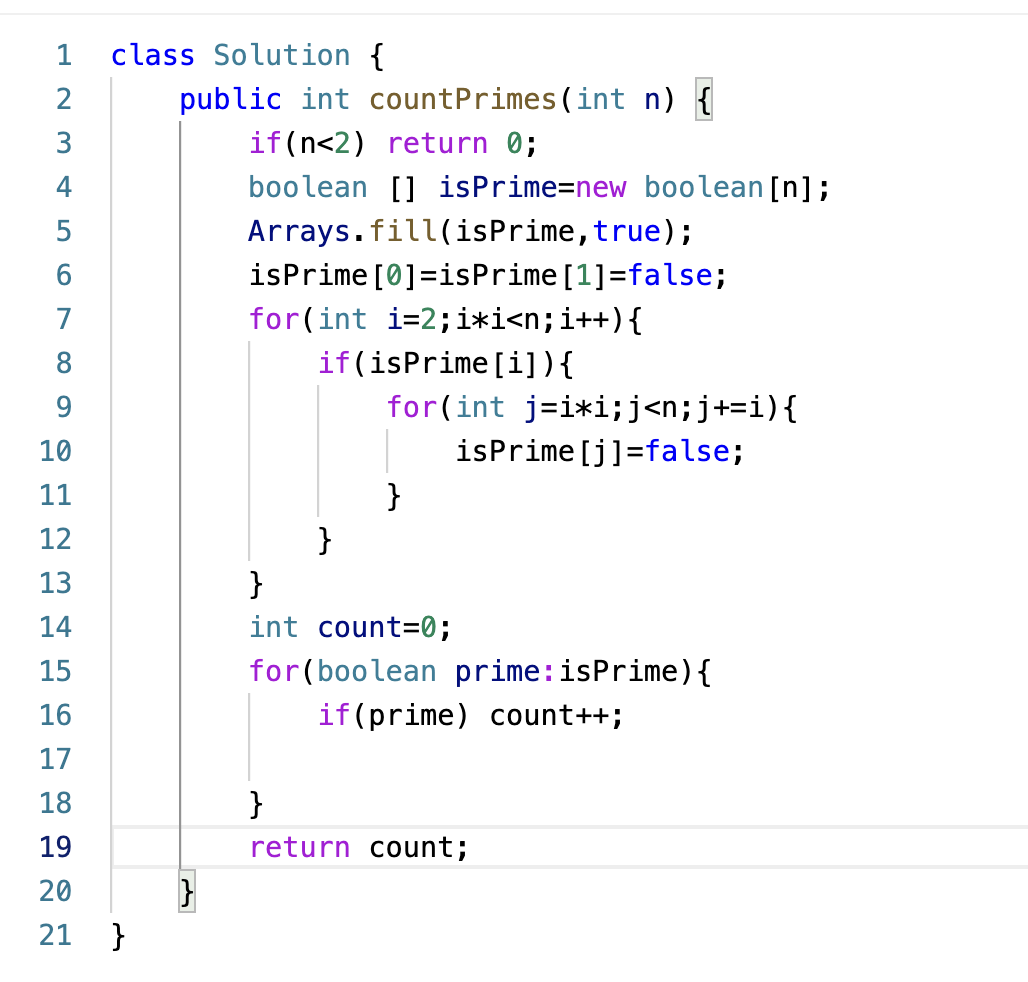 1 class Solution {
2 public int countPrimes(int n) {
3 if(n<2) return 0;
4 boolean [] isPrime=new boolean[n];
5 Arrays.fill(isPrime,true);
6 isPrime[0]=isPrime[1]=false;
7 for(int i=2;i*i<n;i++){
8 if(isPrime[i]){
9 for(int j=i*i;j<n;j+=i){
10 isPrime[j]=false;
11 }
12 }
13 }
14 int count=0;
15 for(boolean prime:isPrime){
16 if(prime) count++;
17
18 }
19 return count;
20 }
21 }